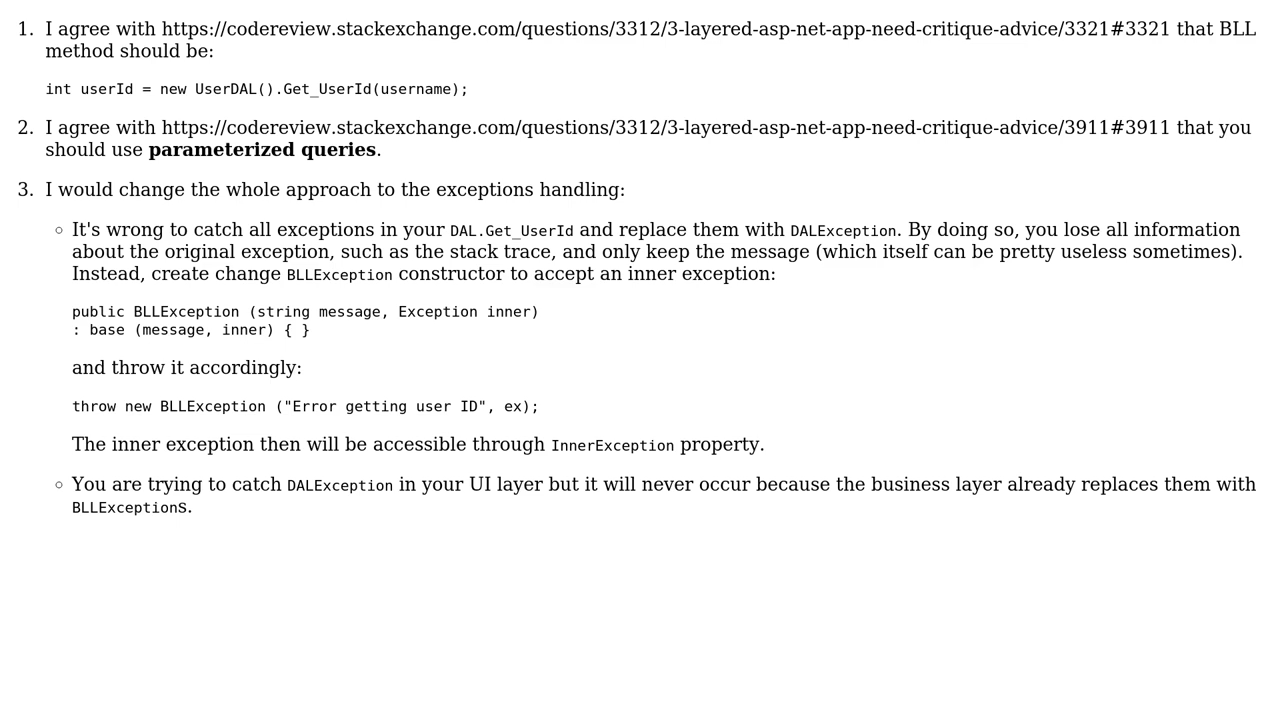 1. I agree with https://codereview.stackexchange.com/questions/3312/3-layered-asp-net-app-need-critique-advice/3321#3321 that BLL
method should be:
int userId = new UserDAL().Get_UserId(username);
2. I agree with https://codereview.stackexchange.com/questions/3312/3-layered-asp-net-app-need-critique-advice/3911#3911 that you
should use parameterized queries.
3. I would change the whole approach to the exceptions handling:
◦ It's wrong to catch all exceptions in your DAL.Get_UserId and replace them with DALException. By doing so, you lose all information
about the original exception, such as the stack trace, and only keep the message (which itself can be pretty useless sometimes).
Instead, create change BLLException constructor to accept an inner exception:
public BLLException (string message, Exception inner)
: base (message, inner) { }
and throw it accordingly:
throw new BLLException ("Error getting user ID", ex);
The inner exception then will be accessible through InnerException property.
◦ You are trying to catch DALException in your UI layer but it will never occur because the business layer already replaces them with
BLLExceptions.